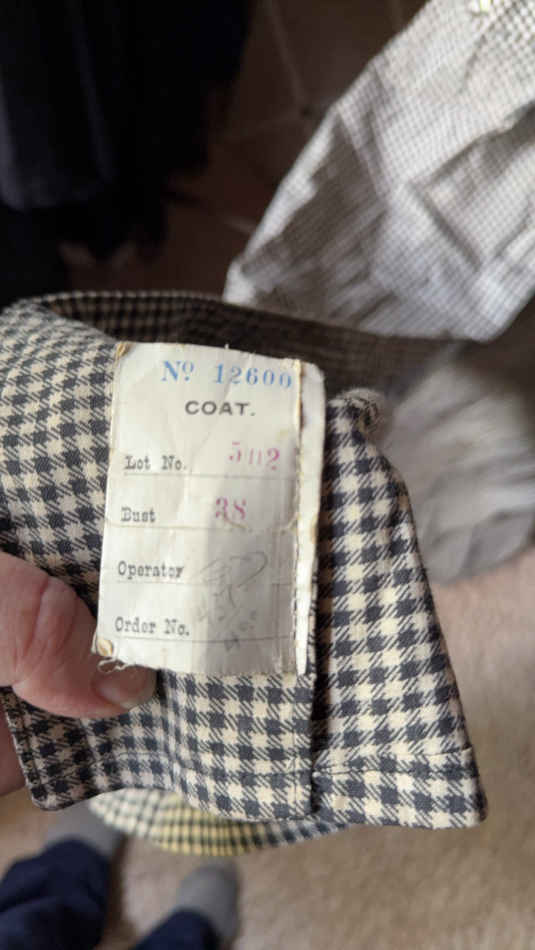 Nº 12600
COAT.
Lot No. 5112
Bust 38
Operator
Order No.